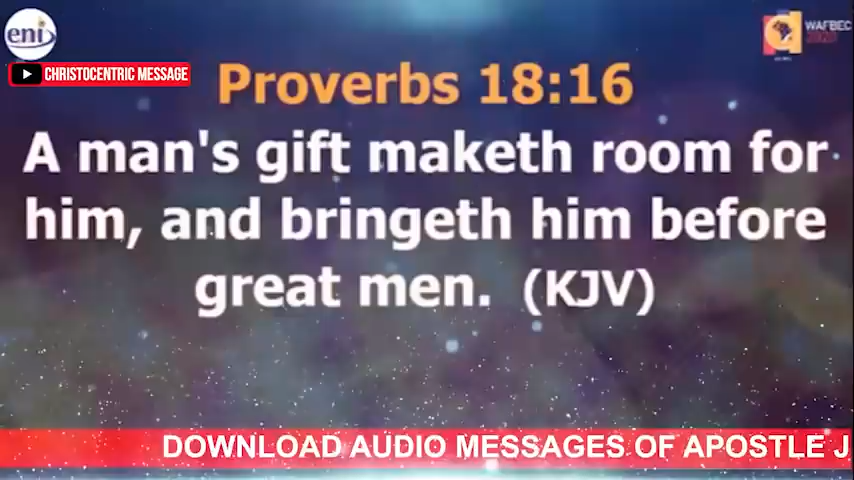 eni
WAFBEC
CHRISTOCENTRIC MESSAGE
Proverbs 18:16
A man's gift maketh room for
him, and bringeth him before
great men. (KJV)
DOWNLOAD AUDIO MESSAGES OF APOSTLE J